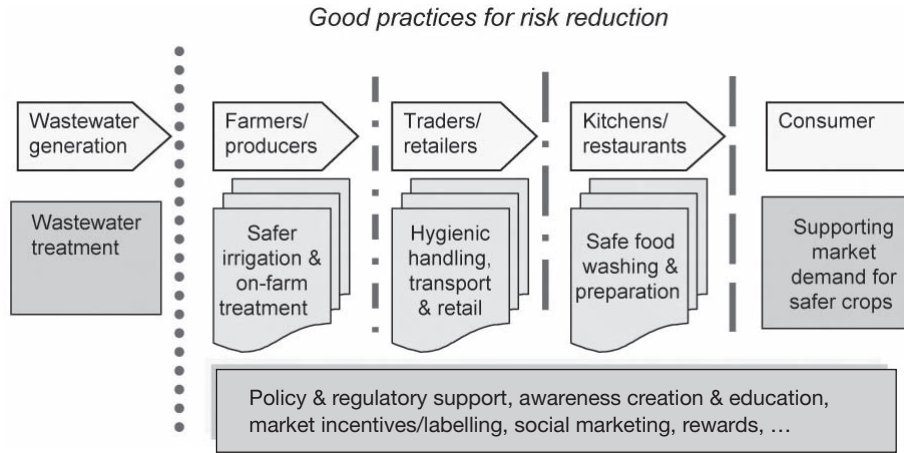 Good practices for risk reduction
Wastewater
generation
Farmers/
producers
Traders/
retailers
Kitchens/
restaurants
Consumer
Wastewater
treatment
Safer
irrigation &
on-farm
treatment
Hygienic
handling,
transport
& retail
Safe food
washing &
preparation
Supporting
market
demand for
safer crops
Policy & regulatory support, awareness creation & education,
market incentives/labelling, social marketing, rewards, …